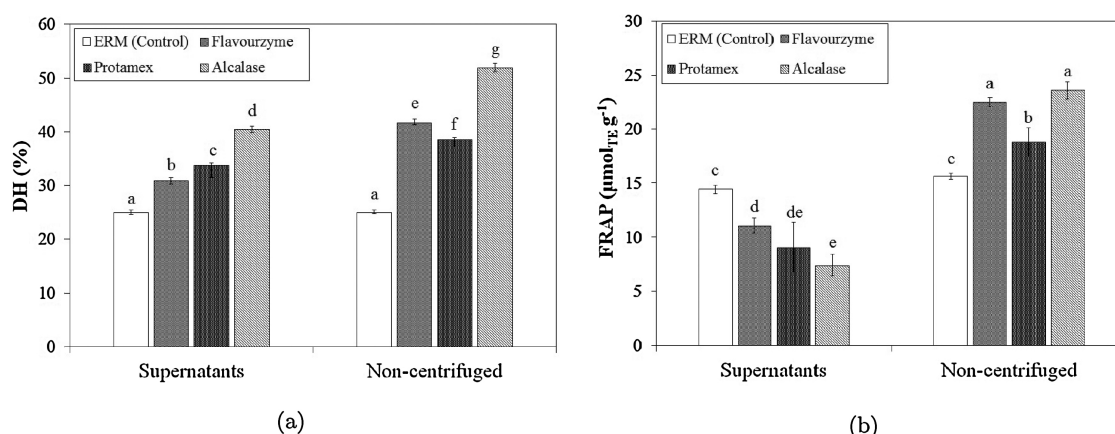 60
50
40
30
20
10
0
DH (%)
ERM (Control) Flavourzyme
Protamex Alcalase
a
b
c
d
a
e
f
g
Supernatants Non-centrifuged
(a)
30
25
20
15
10
5
0
FRAP (µmol_TE g⁻¹)
ERM (Control) Flavourzyme
Protamex Alcalase
c
d
de
e
c
a
b
a
Supernatants Non-centrifuged
(b)